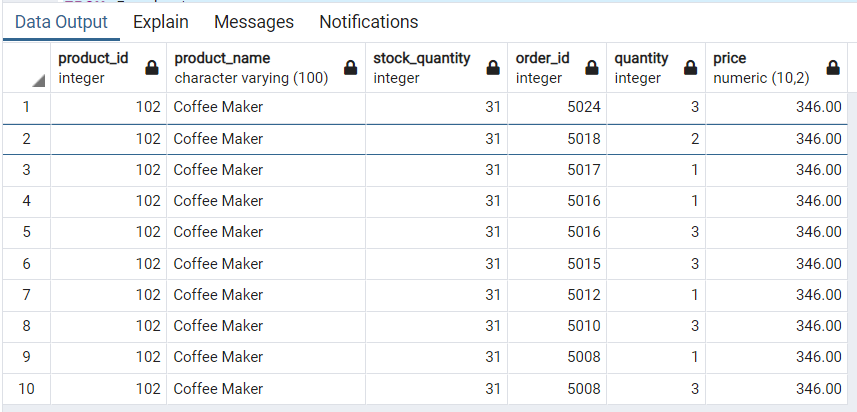 Data Output Explain Messages Notifications
product_id product_name stock_quantity order_id quantity price
integer character varying (100) integer integer integer numeric (10,2)
1 102 Coffee Maker 31 5024 3 346.00
2 102 Coffee Maker 31 5018 2 346.00
3 102 Coffee Maker 31 5017 1 346.00
4 102 Coffee Maker 31 5016 1 346.00
5 102 Coffee Maker 31 5016 3 346.00
6 102 Coffee Maker 31 5015 3 346.00
7 102 Coffee Maker 31 5012 1 346.00
8 102 Coffee Maker 31 5010 3 346.00
9 102 Coffee Maker 31 5008 1 346.00
10 102 Coffee Maker 31 5008 3 346.00